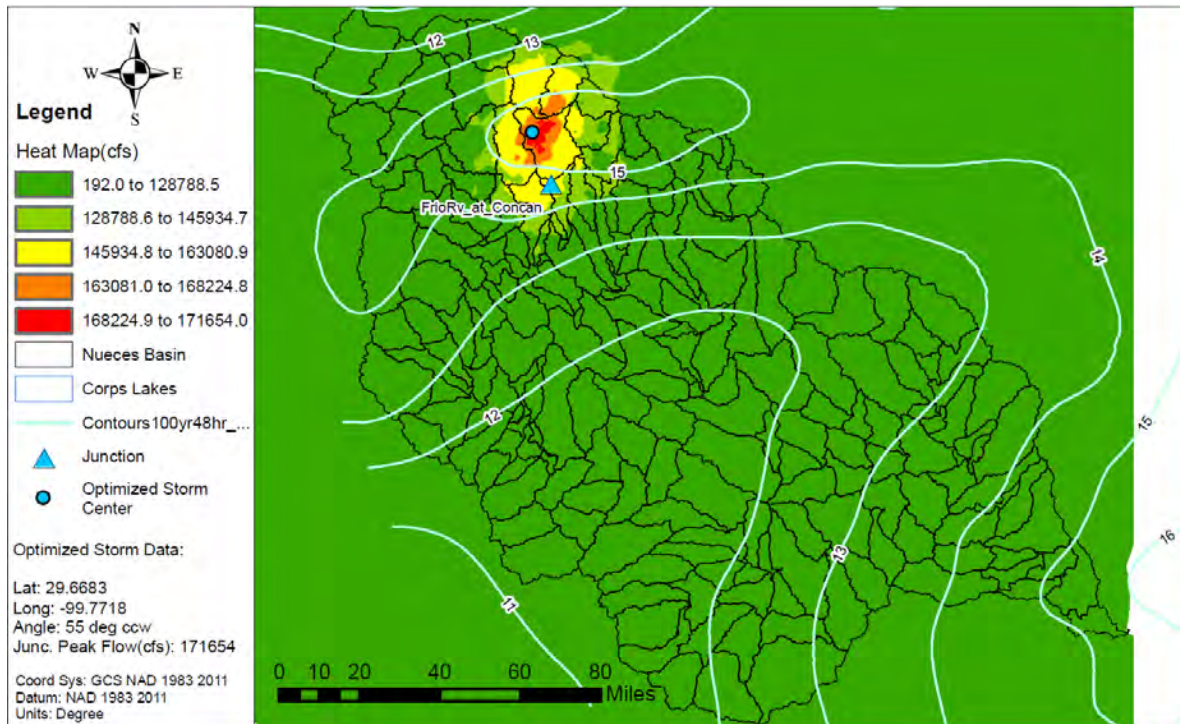 N
W E
S
Legend
Heat Map(cfs)
192.0 to 128788.5
128788.6 to 145934.7
145934.8 to 163080.9
163081.0 to 168224.8
168224.9 to 171654.0
Nueces Basin
Corps Lakes
Contours100yr48hr_...
Junction
Optimized Storm
Center
Optimized Storm Data:
Lat: 29.6683
Long: -99.7718
Angle: 55 deg ccw
Junc. Peak Flow(cfs): 171654
Coord Sys: GCS NAD 1983 2011
Datum: NAD 1983 2011
Units: Degree
12
13
15
FrioRv_at_Concan
14
12
15
16
13
11
0 10 20 40 60 80
Miles